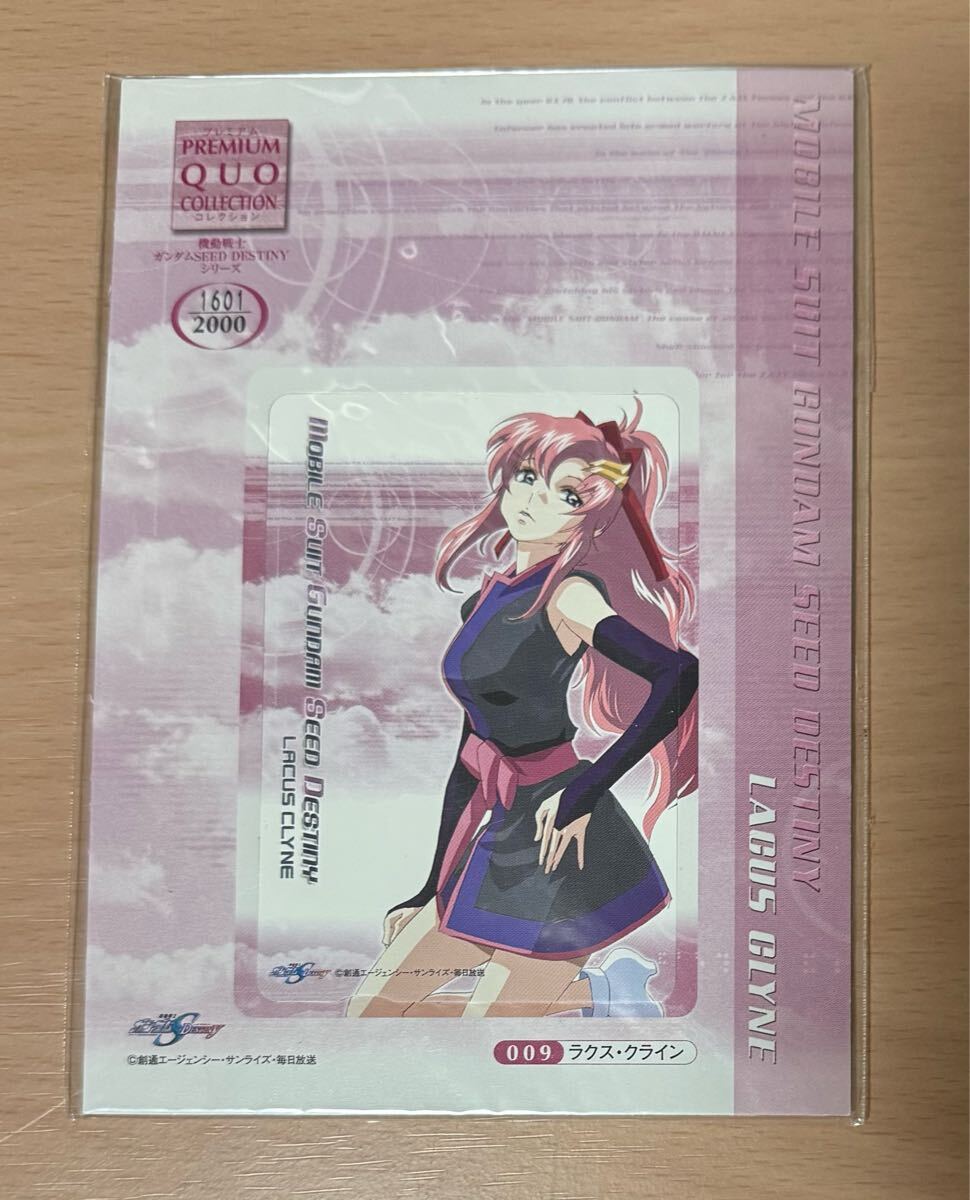 プレミアム
PREMIUM
QUO
COLLECTION
コレクション
機動戦士
ガンダムSEED DESTINY
シリーズ
1601
2000
MOBILE SUIT GUNDAM SEED DESTINY
LACUS CLYNE
MOBILE SUIT GUNDAM SEED DESTINY
LACUS CLYNE
©創通エージェンシー・サンライズ・毎日放送
©創通エージェンシー・サンライズ・毎日放送
009 ラクス・クライン